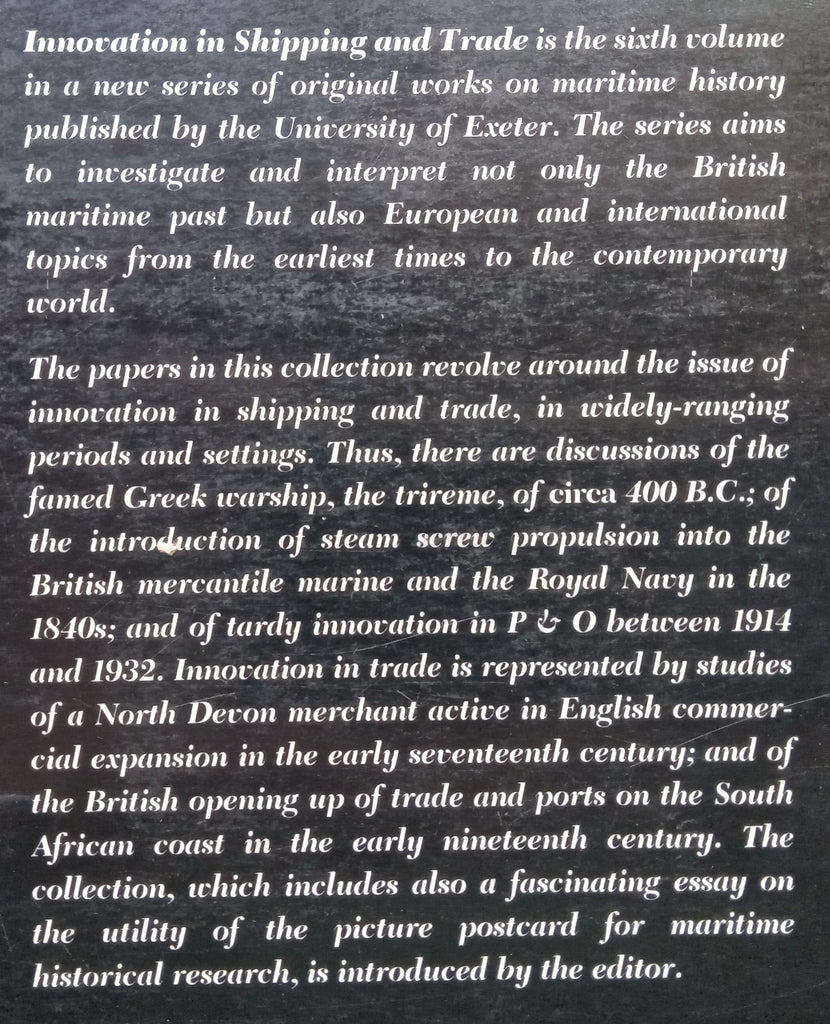 Innovation in Shipping and Trade is the sixth volume
in a new series of original works on maritime history
published by the University of Exeter. The series aims
to investigate and interpret not only the British
maritime past but also European and international
topics from the earliest times to the contemporary
world.
The papers in this collection revolve around the issue of
innovation in shipping and trade, in widely-ranging
periods and settings. Thus, there are discussions of the
famed Greek warship, the trireme, of circa 400 B.C.; of
the introduction of steam screw propulsion into the
British mercantile marine and the Royal Navy in the
1840s; and of tardy innovation in P & O between 1914
and 1932. Innovation in trade is represented by studies
of a North Devon merchant active in English commer-
cial expansion in the early seventeenth century; and of
the British opening up of trade and ports on the South
African coast in the early nineteenth century. The
collection, which includes also a fascinating essay on
the utility of the picture postcard for maritime
historical research, is introduced by the editor.